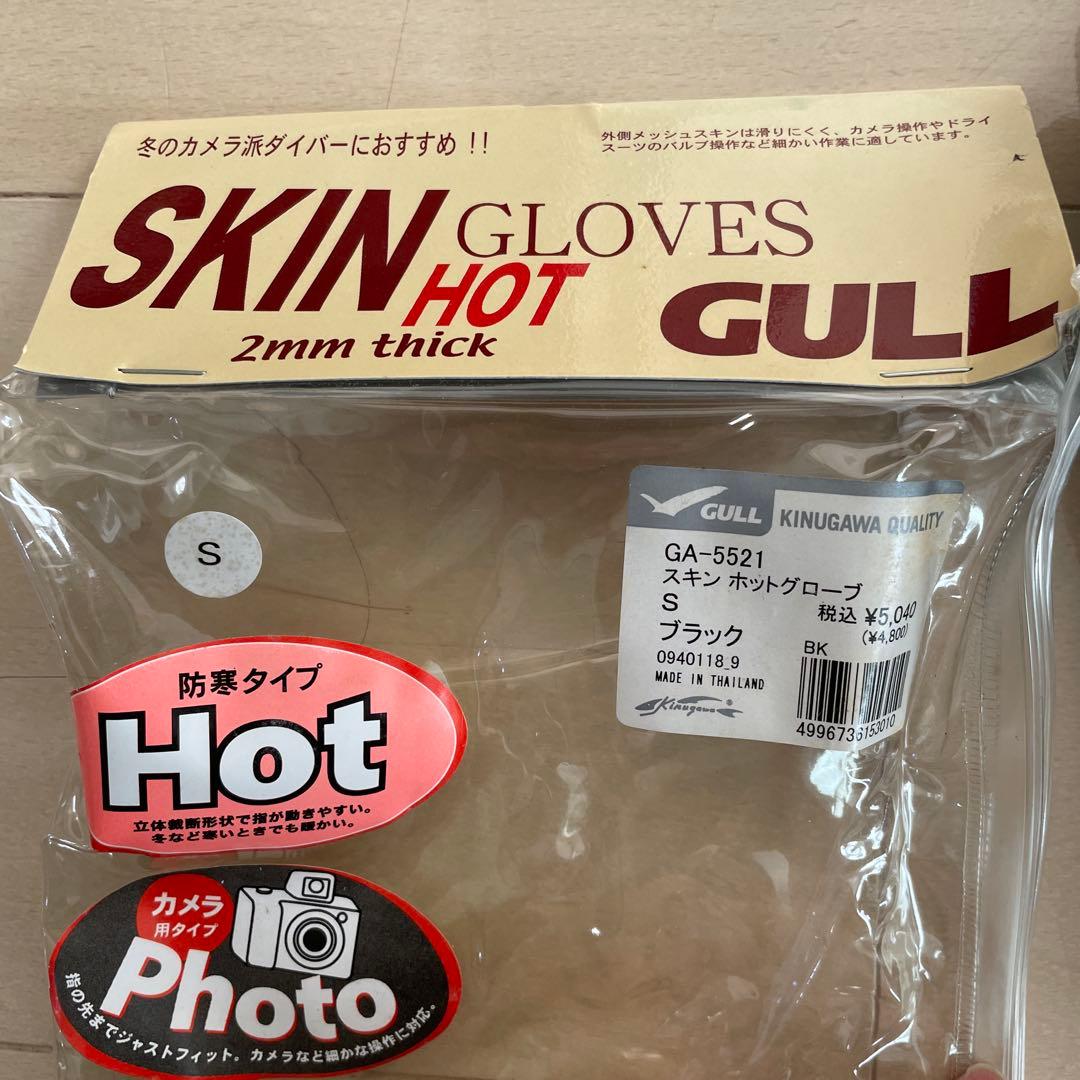 冬のカメラ派ダイバーにおすすめ!!
外側メッシュスキンは滑りにくく、カメラ操作やドライ
スーツのバルブ操作など細かい作業に適しています。
SKIN GLOVES
HOT
2mm thick
GULL
S
GULL KINUGAWA QUALITY
GA-5521
スキン ホットグローブ
S 税込 ¥5,040
(¥4,800)
ブラック
BK
0940118_9
MADE IN THAILAND
Kinugawa®
4996736153010
防寒タイプ
Hot
立体裁断形状で指が動きやすい。
冬など寒いときでも暖かい。
カメラ
用タイプ
Photo
指の先までジャストフィット。カメラなど細かな操作に対応。